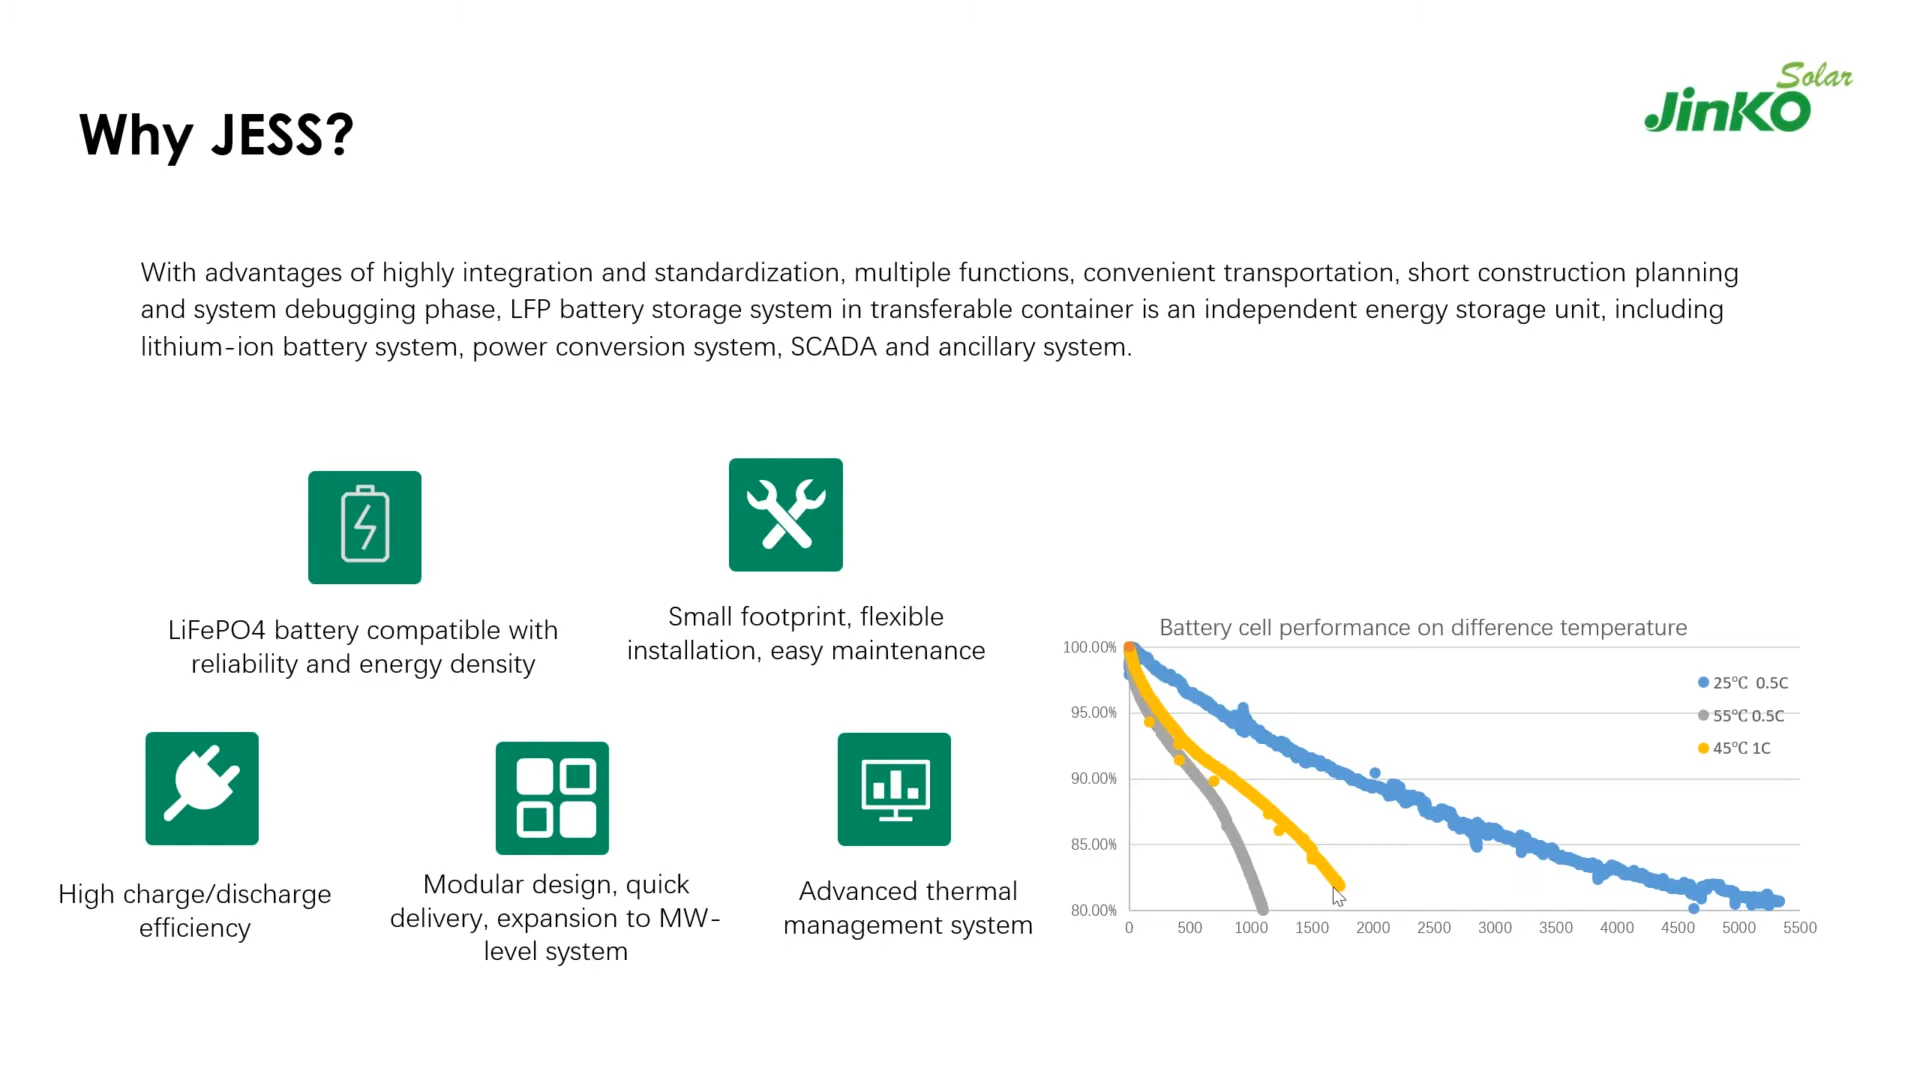 Solar
JinKO
Why JESS?
With advantages of highly integration and standardization, multiple functions, convenient transportation, short construction planning
and system debugging phase, LFP battery storage system in transferable container is an independent energy storage unit, including
lithium-ion battery system, power conversion system, SCADA and ancillary system.
LiFePO4 battery compatible with
reliability and energy density
Small footprint, flexible
installation, easy maintenance
High charge/discharge
efficiency
Modular design, quick
delivery, expansion to MW-
level system
Advanced thermal
management system
Battery cell performance on difference temperature
100.00%
95.00%
90.00%
85.00%
80.00%
25℃ 0.5C
55℃ 0.5C
45℃ 1C
0 500 1000 1500 2000 2500 3000 3500 4000 4500 5000 5500